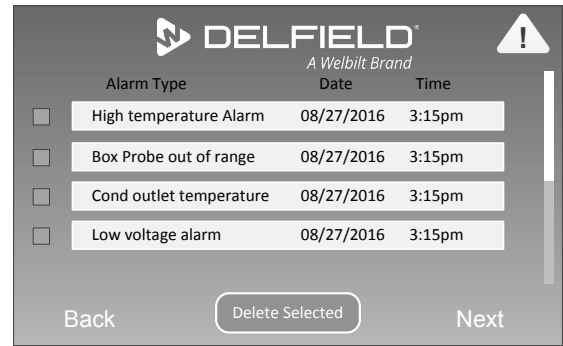 DELFIELD®
A Welbilt Brand
Alarm Type Date Time
High temperature Alarm 08/27/2016 3:15pm
Box Probe out of range 08/27/2016 3:15pm
Cond outlet temperature 08/27/2016 3:15pm
Low voltage alarm 08/27/2016 3:15pm
Back Delete Selected Next